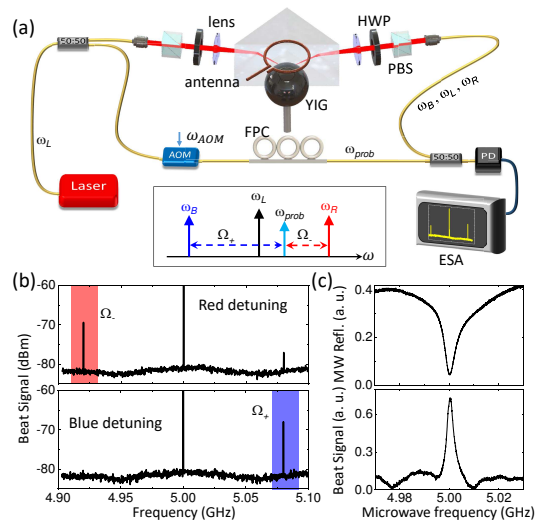 (a)
lens
HWP
50-50
antenna
PBS
YIG
ω_B, ω_L, ω_R
ω_L
ω_AOM
FPC
AOM
ω_prob
50-50
PD
Laser
ω_B
Ω_+
ω_L
ω_prob
Ω_-
ω_R
ω
ESA
(b)
-60
Ω_-
Red detuning
-70
-80
-60
Blue detuning
Ω_+
-70
-80
Beat Signal (dBm)
4.90 4.95 5.00 5.05 5.10
Frequency (GHz)
(c)
0.4
0.2
0.0
MW Refl. (a. u.)
0.6
0.3
0.0
Beat Signal (a. u.)
4.98 5.00 5.02
Microwave frequency (GHz)